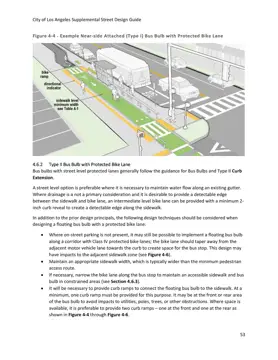 City of Los Angeles Supplemental Street Design Guide
Figure 4-4 - Example Near-side Attached (Type I) Bus Bulb with Protected Bike Lane
bike
ramp
directional
indicator
sidewalk level
minimum width
see Table 4-1
4.6.2 Type II Bus Bulb with Protected Bike Lane
Bus bulbs with street level protected lanes generally follow the guidance for Bus Bulbs and Type II Curb
Extension.
A street level option is preferable where it is necessary to maintain water flow along an existing gutter.
Where drainage is not a primary consideration and it is desirable to provide a detectable edge
between the sidewalk and bike lane, an intermediate level bike lane can be provided with a minimum 2-
inch curb reveal to create a detectable edge along the sidewalk.
In addition to the prior design principals, the following design techniques should be considered when
designing a floating bus bulb with a protected bike lane:
• Where on-street parking is not present, it may still be possible to implement a floating bus bulb
along a corridor with Class IV protected bike lanes; the bike lane should taper away from the
adjacent motor vehicle lane towards the curb to create space for the bus stop. This design may
have impacts to the adjacent sidewalk zone (see Figure 4-6).
• Maintain an appropriate sidewalk width, which is typically wider than the minimum pedestrian
access route.
• If necessary, narrow the bike lane along the bus stop to maintain an accessible sidewalk and bus
bulb in constrained areas (see Section 4.6.3).
• It will be necessary to provide curb ramps to connect the floating bus bulb to the sidewalk. At a
minimum, one curb ramp must be provided for this purpose. It may be at the front or rear area
of the bus bulb to avoid impacts to utilities, poles, trees, or other obstructions. Where space is
available, it is preferable to provide two curb ramps – one at the front and one at the rear as
shown in Figure 4-4 through Figure 4-9.
53